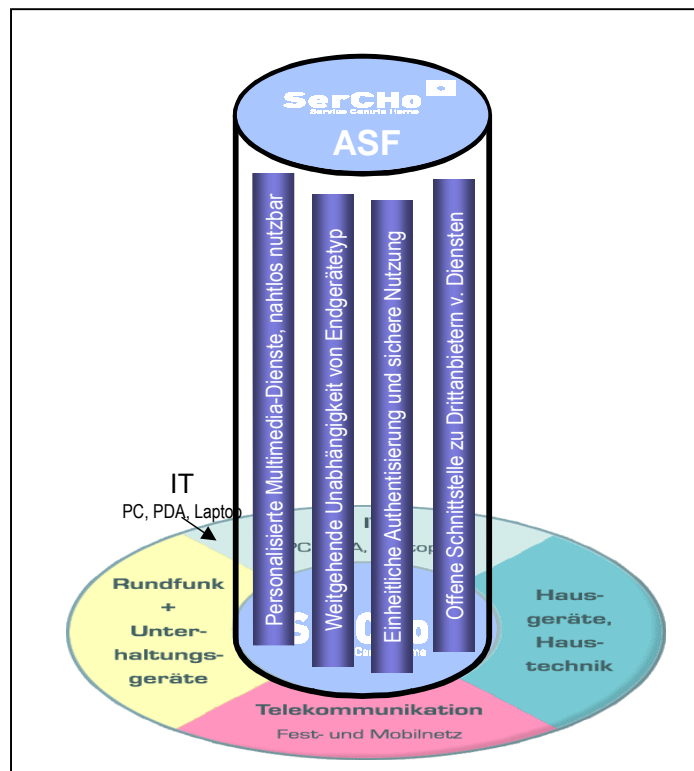 SerCHo
Service Centric Home
ASF
Personalisierte Multimedia-Dienste, nahtlos nutzbar
Weitgehende Unabhängigkeit von Endgerätetyp
Einheitliche Authentisierung und sichere Nutzung
Offene Schnittstelle zu Drittanbietern v. Diensten
IT
PC, PDA, Laptop
Rundfunk
+
Unter-
haltungs-
geräte
Haus-
geräte,
Haus-
technik
Telekommunikation
Fest- und Mobilnetz